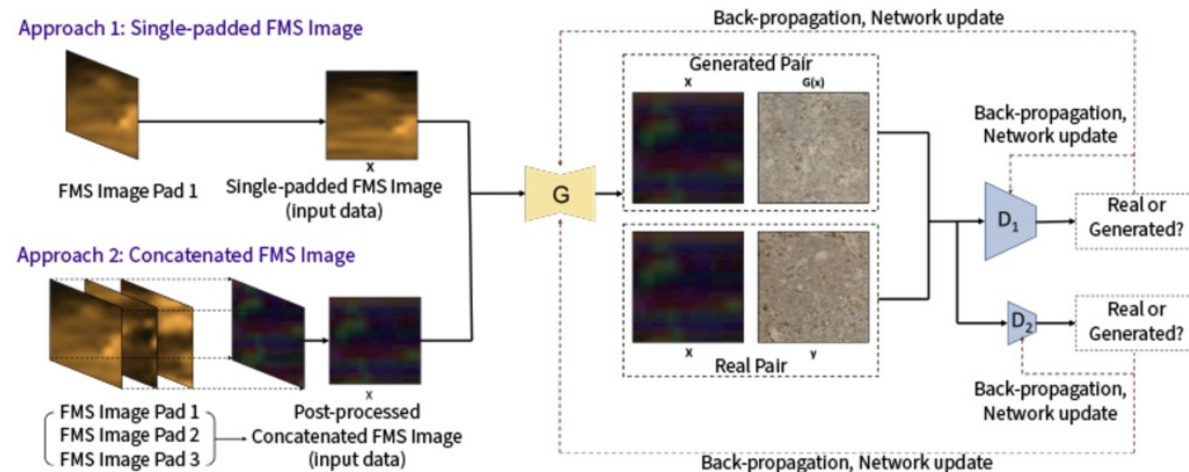 Back-propagation, Network update
Approach 1: Single-padded FMS Image
Generated Pair
X
G(x)
Back-propagation,
Network update
X
FMS Image Pad 1
Single-padded FMS Image
(input data)
G
D1
Real or
Generated?
Approach 2: Concatenated FMS Image
D2
Real or
Generated?
X
y
Real Pair
X
Back-propagation,
Network update
FMS Image Pad 1
FMS Image Pad 2
FMS Image Pad 3
Post-processed
Concatenated FMS Image
(input data)
Back-propagation, Network update